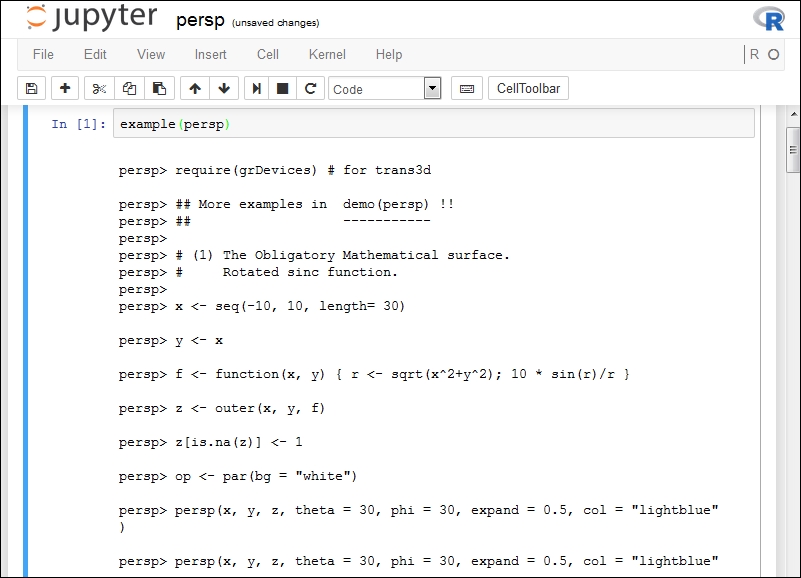 jupyter persp (unsaved changes)
R
File Edit View Insert Cell Kernel Help R
Code CellToolbar
In [1]: example(persp)
persp> require(grDevices) # for trans3d
persp> ## More examples in  demo(persp) !!
persp> ##                   -----------
persp>
persp> # (1) The Obligatory Mathematical surface.
persp> #     Rotated sinc function.
persp>
persp> x <- seq(-10, 10, length= 30)
persp> y <- x
persp> f <- function(x, y) { r <- sqrt(x^2+y^2); 10 * sin(r)/r }
persp> z <- outer(x, y, f)
persp> z[is.na(z)] <- 1
persp> op <- par(bg = "white")
persp> persp(x, y, z, theta = 30, phi = 30, expand = 0.5, col = "lightblue"
)
persp> persp(x, y, z, theta = 30, phi = 30, expand = 0.5, col = "lightblue"